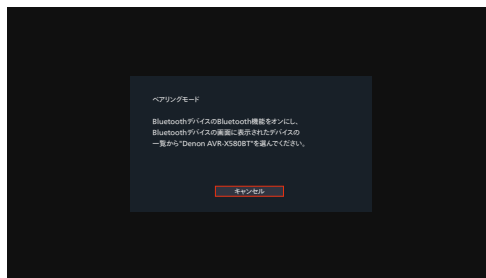 ペアリングモード
BluetoothデバイスのBluetooth機能をオンにし、
Bluetoothデバイスの画面に表示されたデバイスの
一覧から"Denon AVR-X580BT"を選んでください。
キャンセル